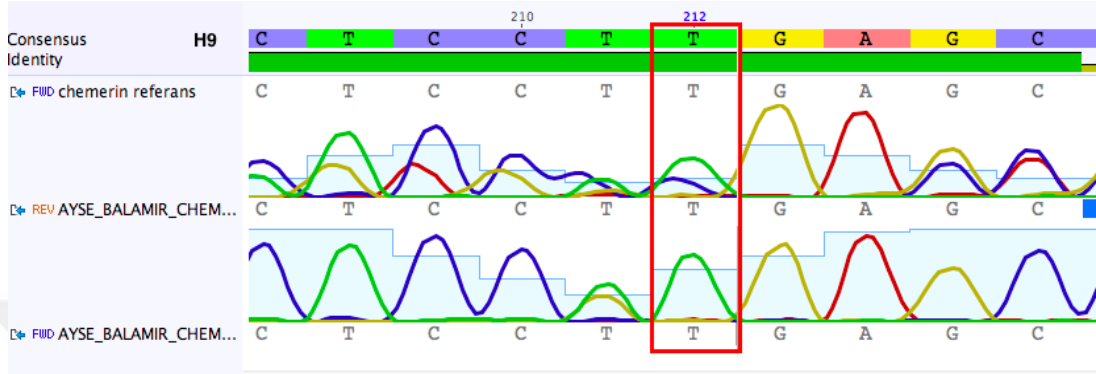 210 212
Consensus H9 C T C C T T G A G C
Identity
FWD chemerin referans C T C C T T G A G C
REV AYSE_BALAMIR_CHEM... C T C C T T G A G C
FWD AYSE_BALAMIR_CHEM... C T C C T T G A G C